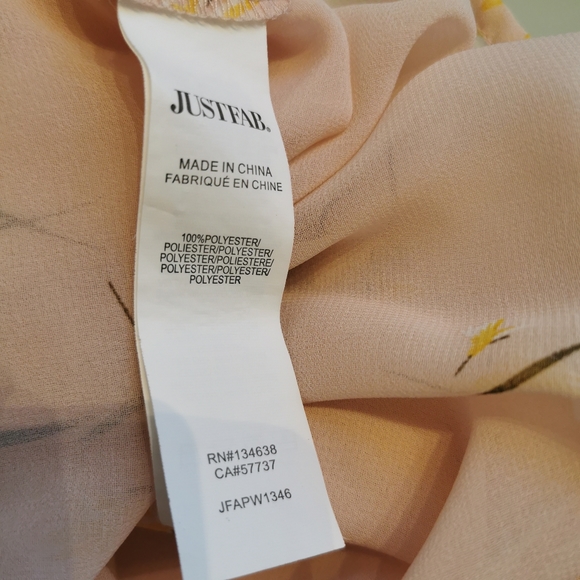 JUSTFAB®
MADE IN CHINA
FABRIQUÉ EN CHINE
100%POLYESTER/
POLIESTER/POLYESTER/
POLYESTER/POLIESTERE/
POLYESTER/POLYESTER/
POLYESTER
RN#134638
CA#57737
JFAPW1346